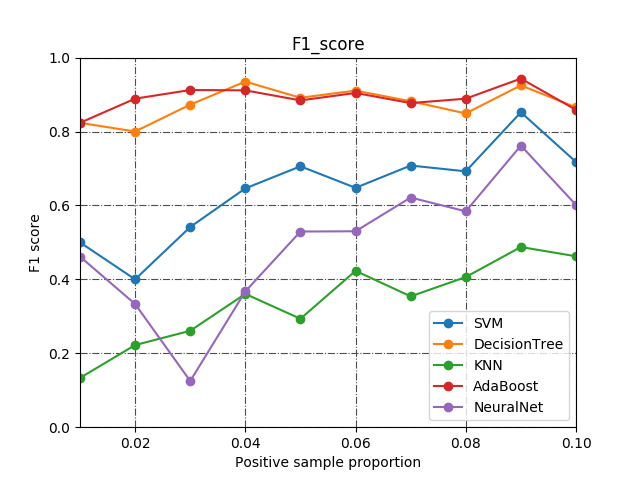 F1_score
F1 score
1.0
0.8
0.6
0.4
0.2
0.0
0.02
0.04
0.06
0.08
0.10
Positive sample proportion
SVM
DecisionTree
KNN
AdaBoost
NeuralNet